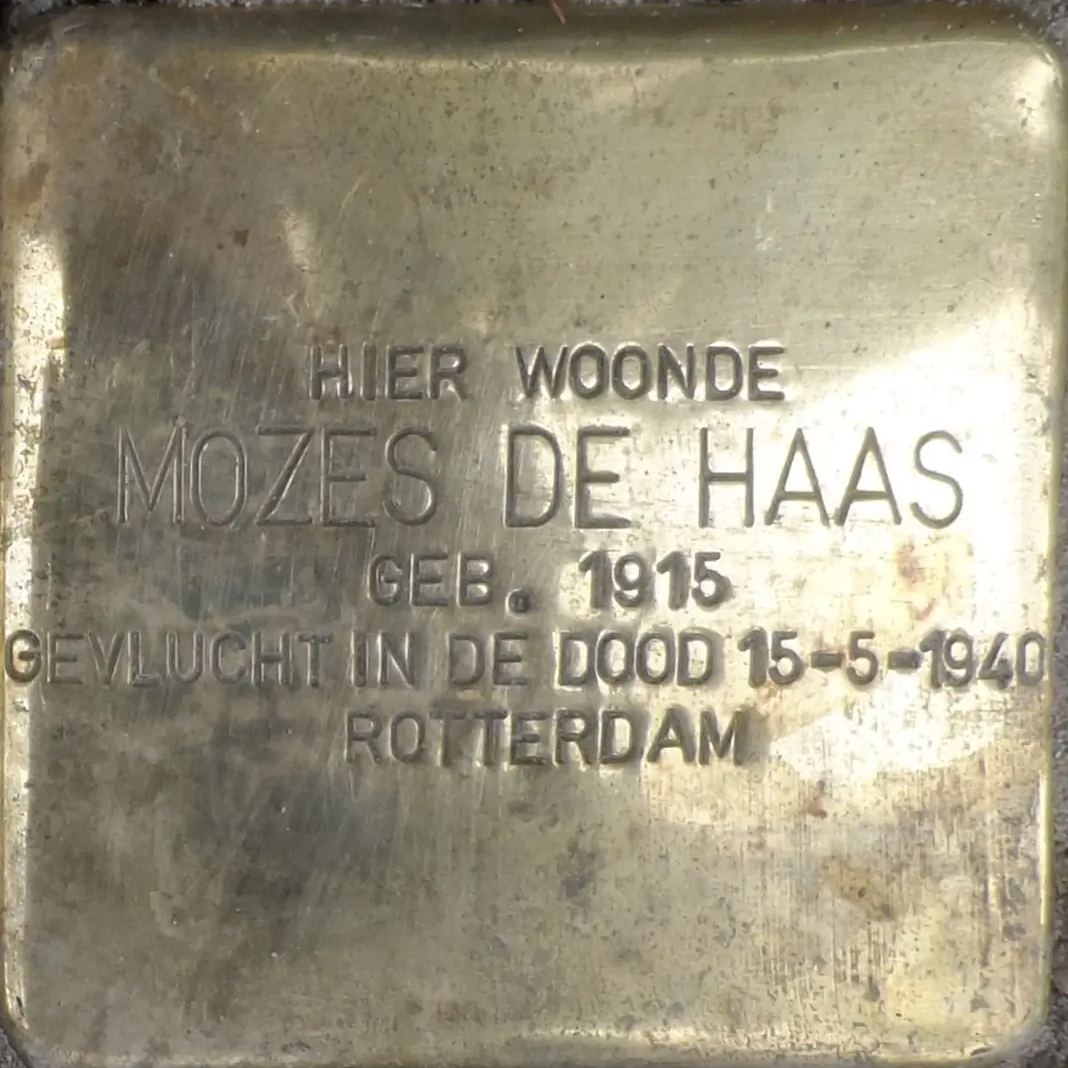 HIER WOONDE
MOZES DE HAAS
GEB. 1915
GEVLUCHT IN DE DOOD 15-5-1940
ROTTERDAM